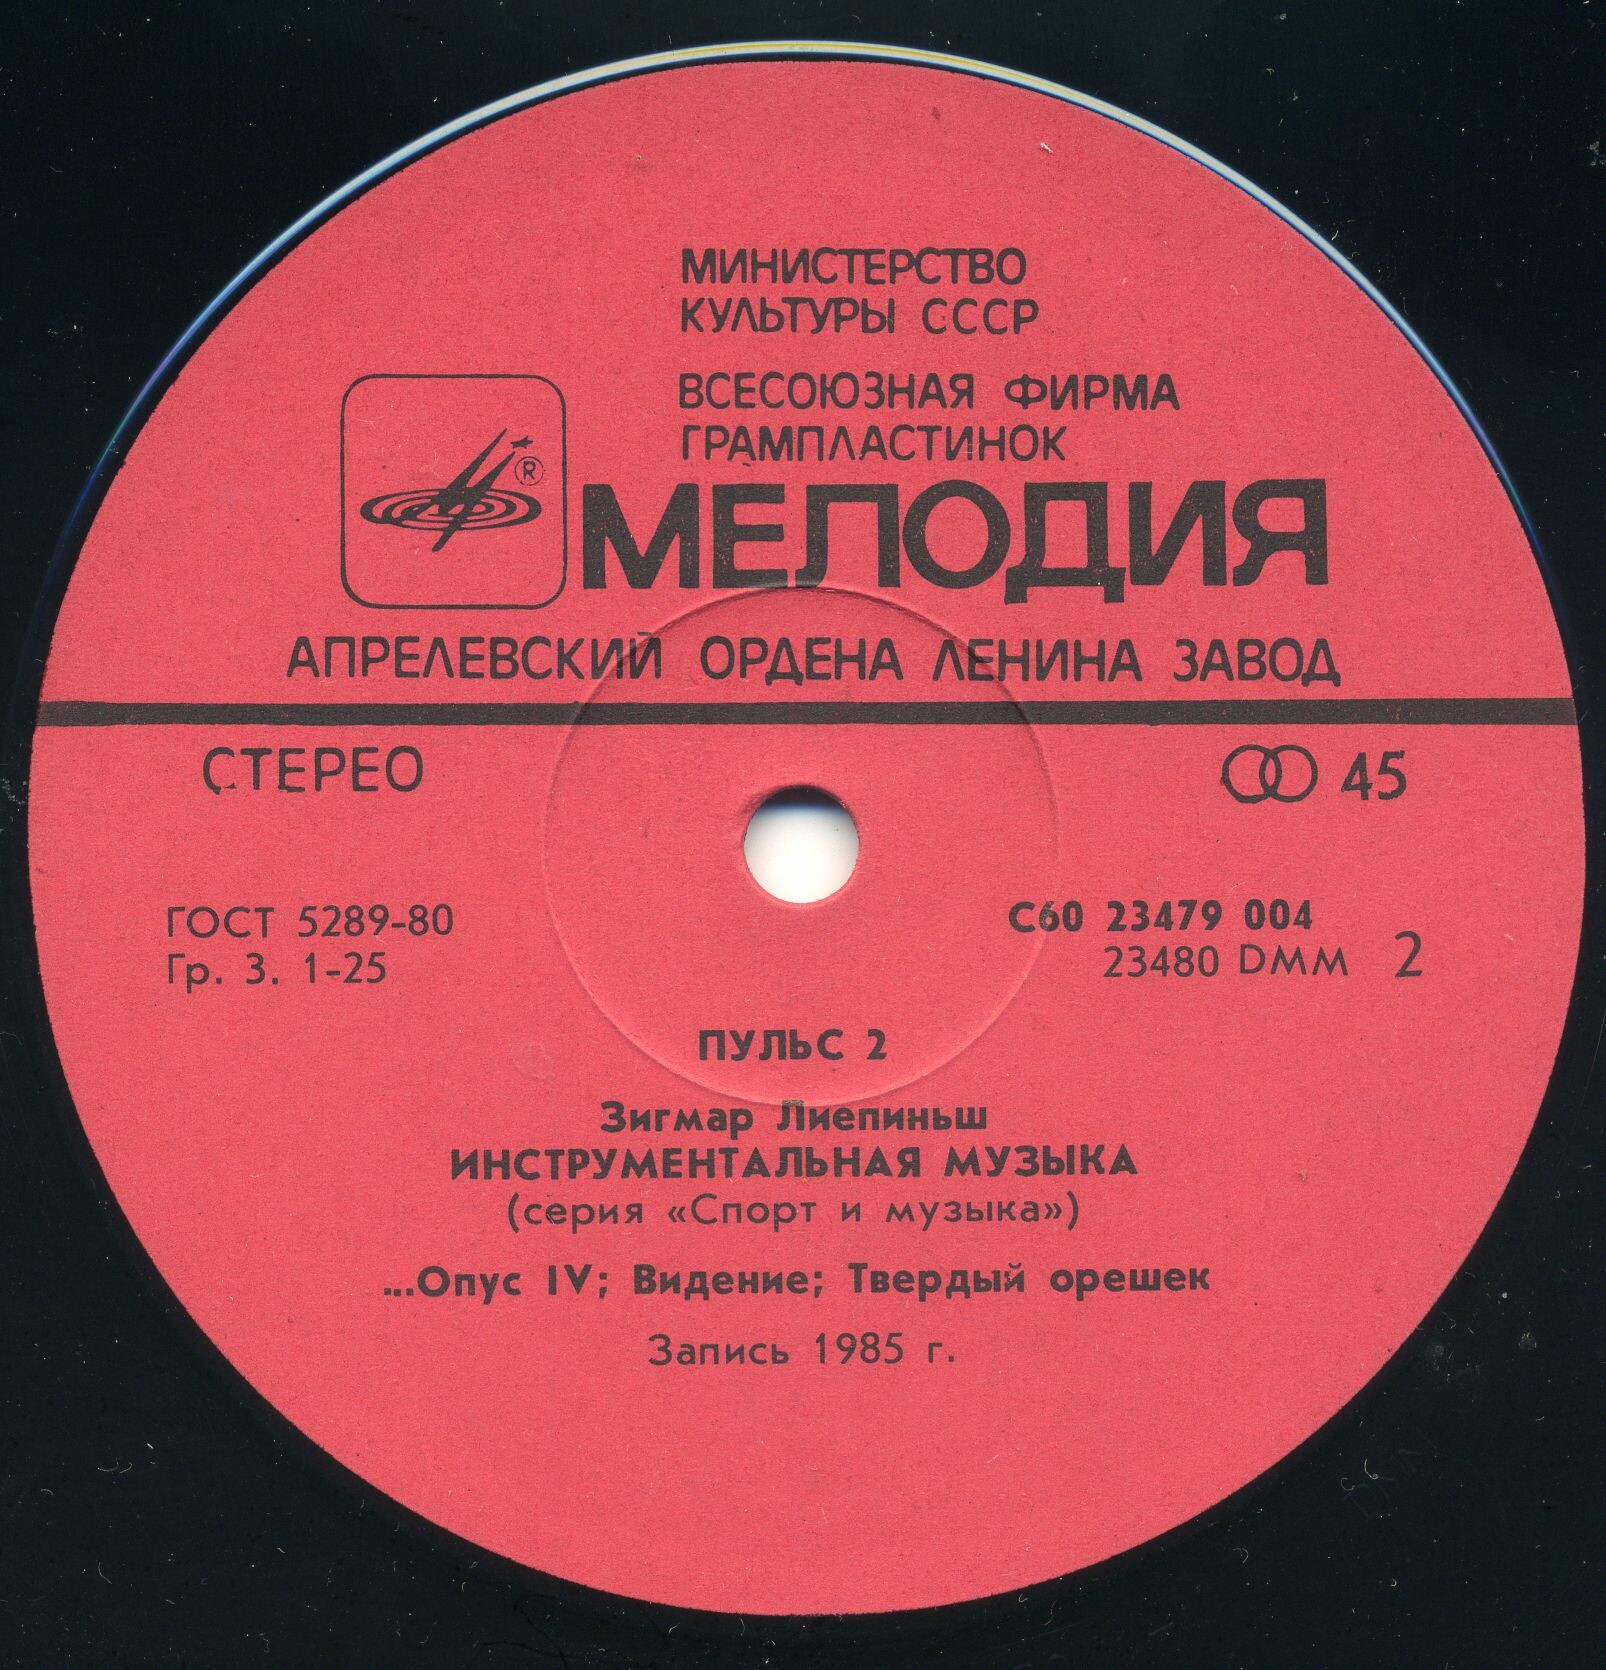 МИНИСТЕРСТВО
КУЛЬТУРЫ СССР
ВСЕСОЮЗНАЯ ФИРМА
ГРАМПЛАСТИНОК
®
МЕЛОДИЯ
АПРЕЛЕВСКИЙ ОРДЕНА ЛЕНИНА ЗАВОД
СТЕРЕО
45
ГОСТ 5289-80
Гр. 3. 1-25
С60 23479 004
23480 DMM 2
ПУЛЬС 2
Зигмар Лиепиньш
ИНСТРУМЕНТАЛЬНАЯ МУЗЫКА
(серия «Спорт и музыка»)
...Опус IV; Видение; Твердый орешек
Запись 1985 г.